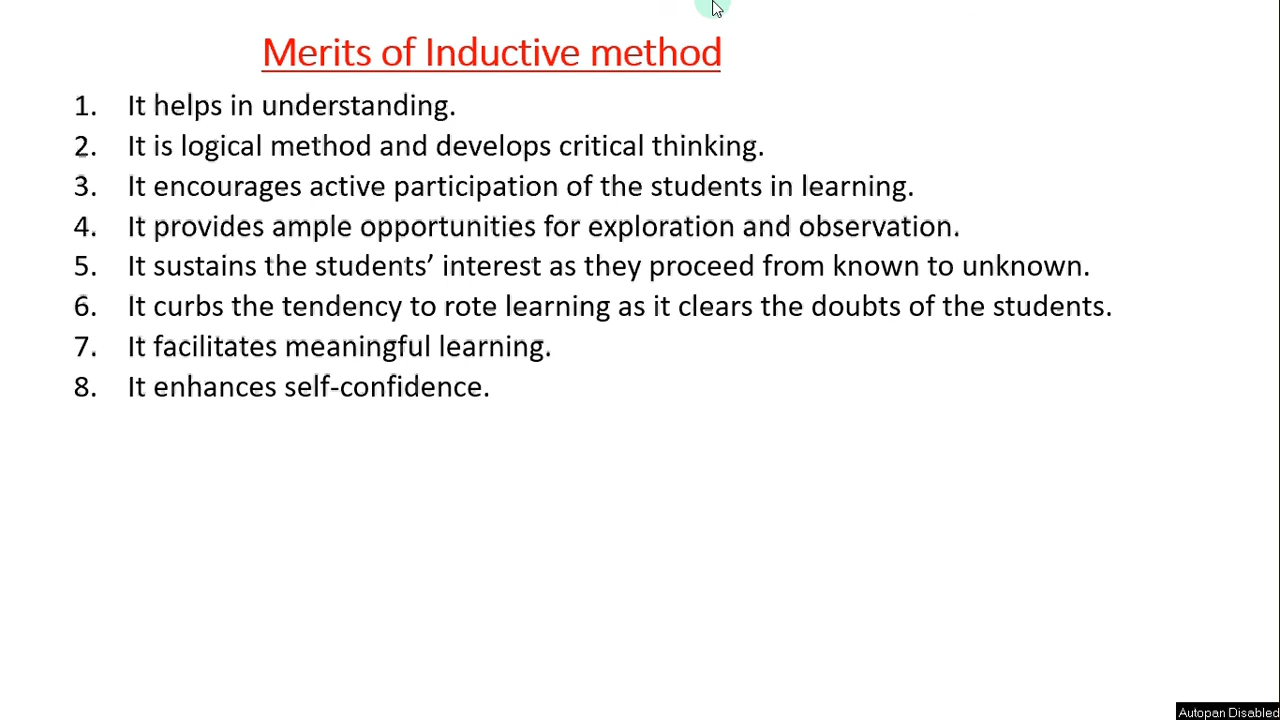 Merits of Inductive method
1. It helps in understanding.
2. It is logical method and develops critical thinking.
3. It encourages active participation of the students in learning.
4. It provides ample opportunities for exploration and observation.
5. It sustains the students’ interest as they proceed from known to unknown.
6. It curbs the tendency to rote learning as it clears the doubts of the students.
7. It facilitates meaningful learning.
8. It enhances self-confidence.
Autopan Disabled